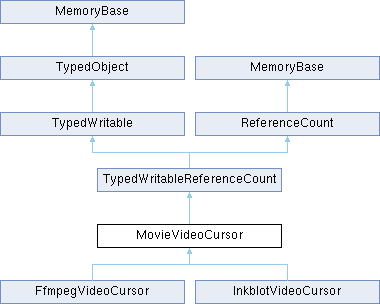 MemoryBase
TypedObject
MemoryBase
TypedWritable
ReferenceCount
TypedWritableReferenceCount
MovieVideoCursor
FfmpegVideoCursor
InkblotVideoCursor